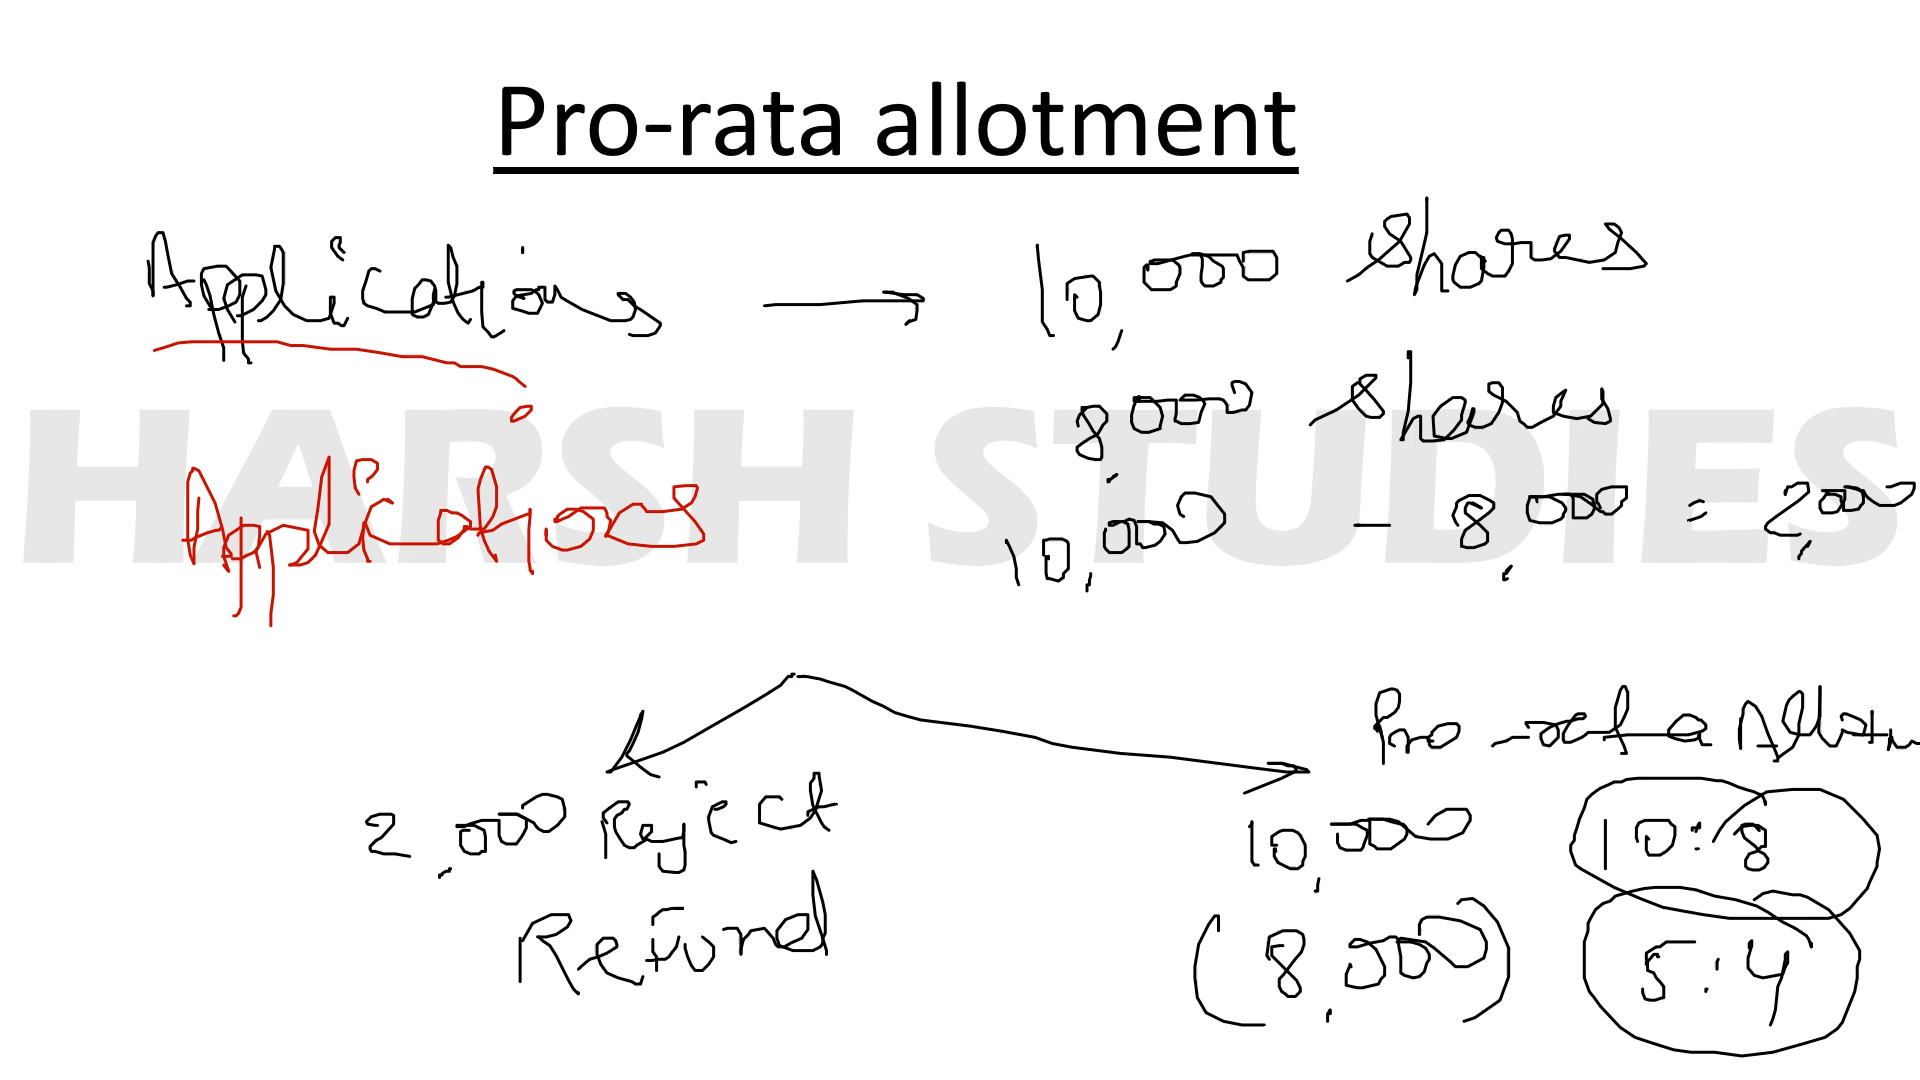 Pro-rata allotment
Applications → 10,000 shares
8,000 shares
Applications
10,000 - 8,000 = 2,000
HARSH STUDIES
Pro-rata Allotm
2,000 Reject
10,000 10:8
Refund
(8,000) 5:4